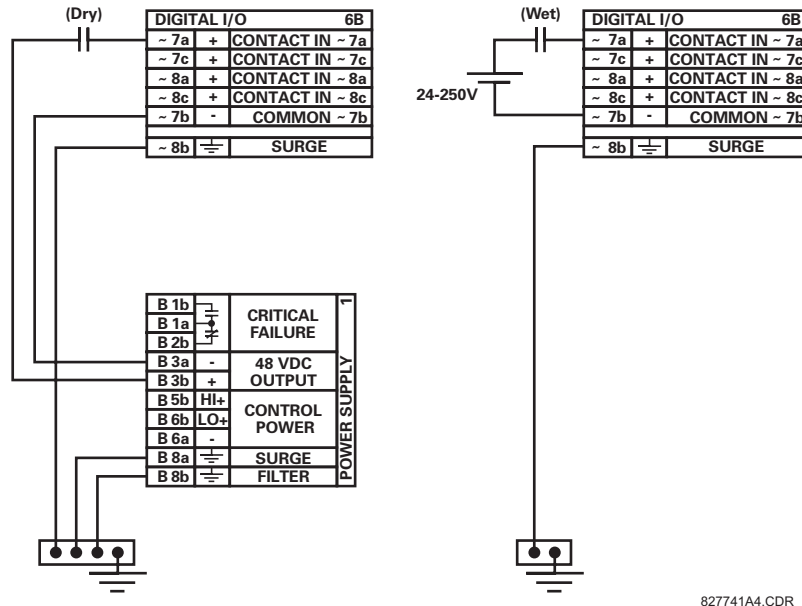 (Dry)
DIGITAL I/O 6B
~ 7a + CONTACT IN ~ 7a
~ 7c + CONTACT IN ~ 7c
~ 8a + CONTACT IN ~ 8a
~ 8c + CONTACT IN ~ 8c
~ 7b - COMMON ~ 7b
~ 8b SURGE
B 1b
B 1a
B 2b
CRITICAL
FAILURE
B 3a -
B 3b +
48 VDC
OUTPUT
B 5b HI+
B 6b LO+
B 6a -
CONTROL
POWER
B 8a SURGE
B 8b FILTER
POWER SUPPLY 1
(Wet)
24-250V
DIGITAL I/O 6B
~ 7a + CONTACT IN ~ 7a
~ 7c + CONTACT IN ~ 7c
~ 8a + CONTACT IN ~ 8a
~ 8c + CONTACT IN ~ 8c
~ 7b - COMMON ~ 7b
~ 8b SURGE
827741A4.CDR